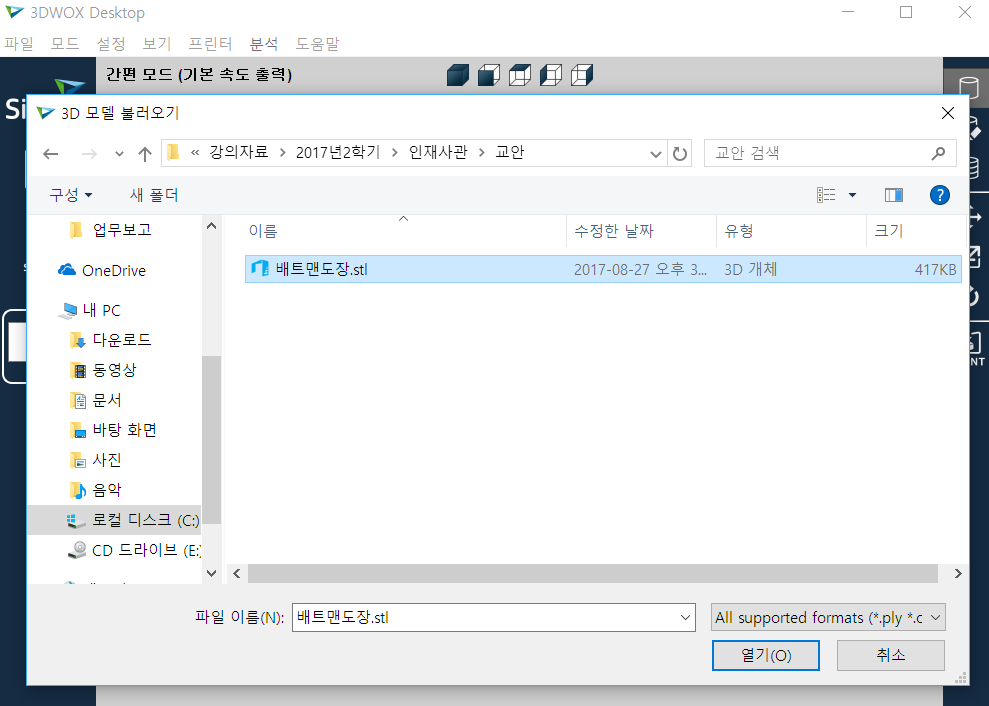 3DWOX Desktop
파일 모드 설정 보기 프린터 분석 도움말
간편 모드 (기본 속도 출력)
Si
3D 모델 불러오기
« 강의자료 > 2017년2학기 > 인재사관 > 교안
교안 검색
구성 새 폴더
이름 수정한 날짜 유형 크기
배트맨도장.stl 2017-08-27 오후 3... 3D 개체 417KB
업무보고
OneDrive
내 PC
다운로드
동영상
문서
바탕 화면
사진
음악
로컬 디스크 (C:)
CD 드라이브 (E:
NT
파일 이름(N): 배트맨도장.stl All supported formats (*.ply *.c
열기(O) 취소